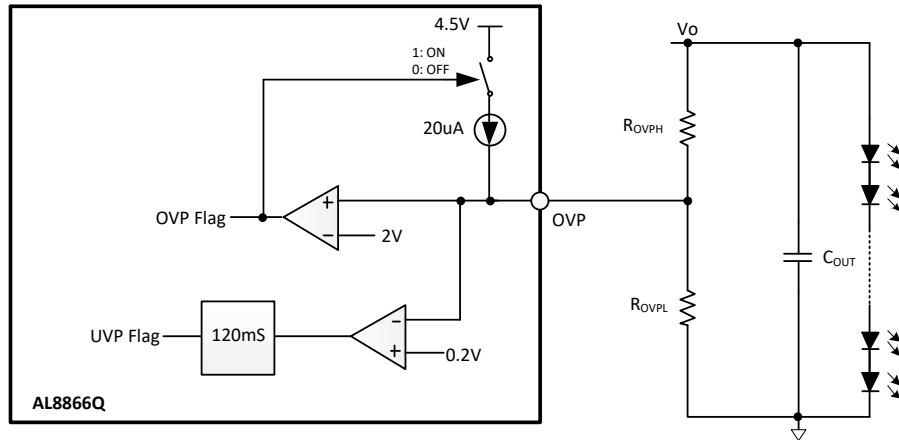 4.5V
1: ON
0: OFF
20uA
OVP Flag
+
−
2V
OVP
UVP Flag
120mS
−
+
0.2V
AL8866Q
Vo
ROVPH
ROVPL
COUT